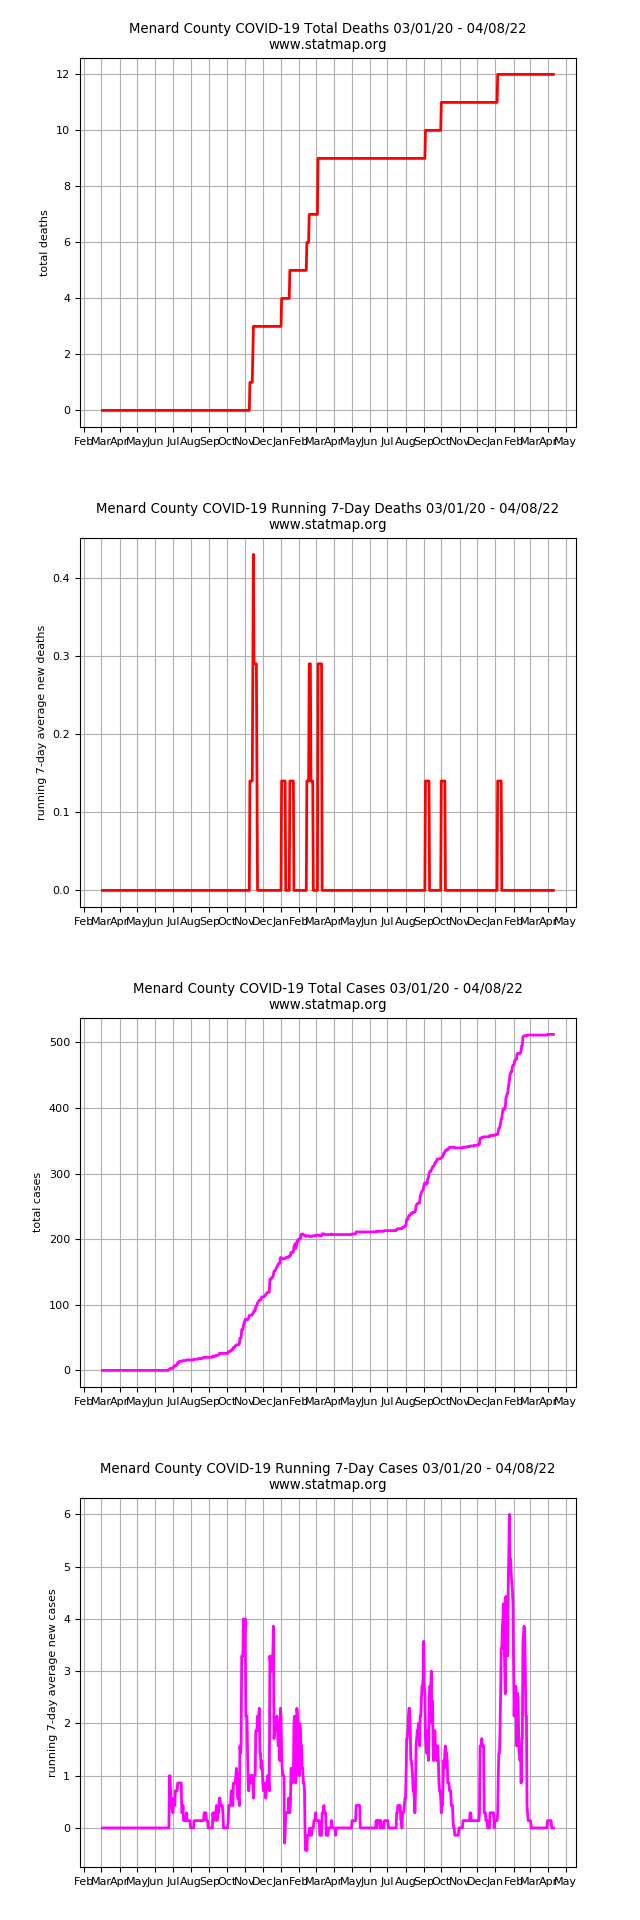 Menard County COVID-19 Total Deaths 03/01/20 - 04/08/22
www.statmap.org
12
10
8
6
4
2
0
total deaths
Feb Mar Apr May Jun Jul Aug Sep Oct Nov Dec Jan Feb Mar Apr May Jun Jul Aug Sep Oct Nov Dec Jan Feb Mar Apr May
Menard County COVID-19 Running 7-Day Deaths 03/01/20 - 04/08/22
www.statmap.org
0.4
0.3
0.2
0.1
0.0
running 7-day average new deaths
Feb Mar Apr May Jun Jul Aug Sep Oct Nov Dec Jan Feb Mar Apr May Jun Jul Aug Sep Oct Nov Dec Jan Feb Mar Apr May
Menard County COVID-19 Total Cases 03/01/20 - 04/08/22
www.statmap.org
500
400
300
200
100
0
total cases
Feb Mar Apr May Jun Jul Aug Sep Oct Nov Dec Jan Feb Mar Apr May Jun Jul Aug Sep Oct Nov Dec Jan Feb Mar Apr May
Menard County COVID-19 Running 7-Day Cases 03/01/20 - 04/08/22
www.statmap.org
6
5
4
3
2
1
0
running 7-day average new cases
Feb Mar Apr May Jun Jul Aug Sep Oct Nov Dec Jan Feb Mar Apr May Jun Jul Aug Sep Oct Nov Dec Jan Feb Mar Apr May